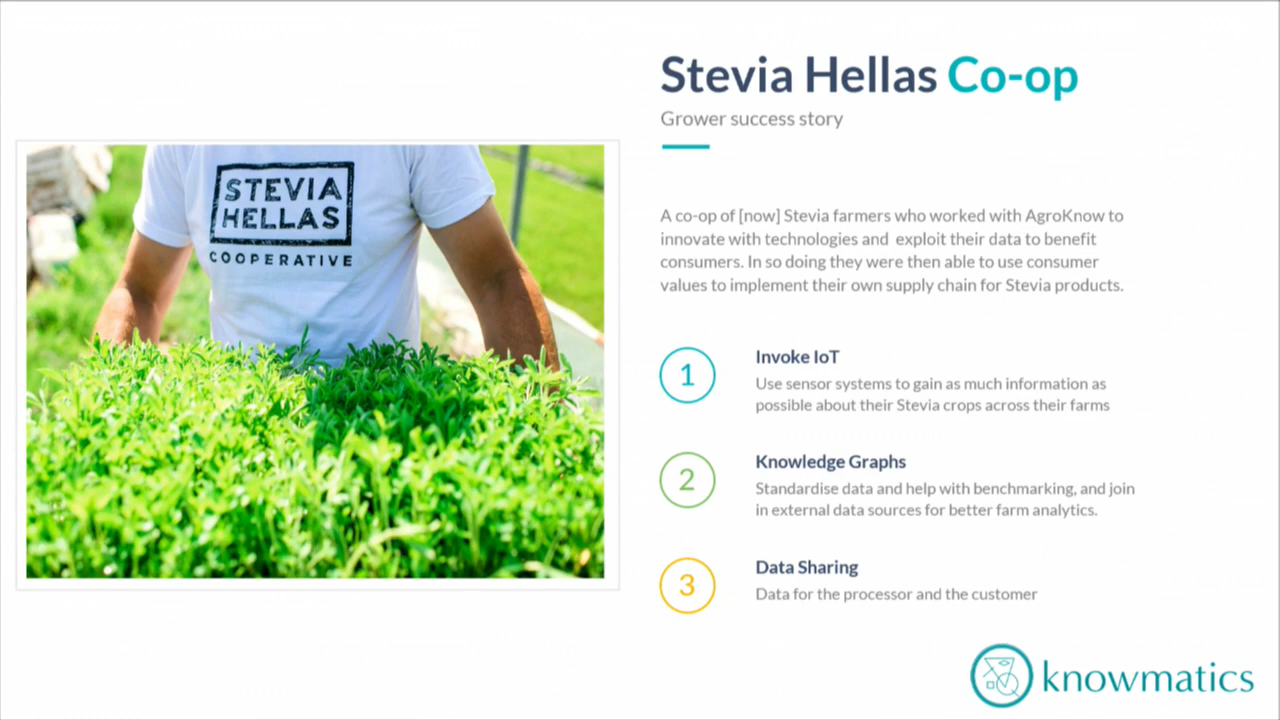 Stevia Hellas Co-op
Grower success story
STEVIA
HELLAS
COOPERATIVE
A co-op of [now] Stevia farmers who worked with AgroKnow to
innovate with technologies and exploit their data to benefit
consumers. In so doing they were then able to use consumer
values to implement their own supply chain for Stevia products.
1
Invoke IoT
Use sensor systems to gain as much information as
possible about their Stevia crops across their farms
2
Knowledge Graphs
Standardise data and help with benchmarking, and join
in external data sources for better farm analytics.
3
Data Sharing
Data for the processor and the customer
knowmatics